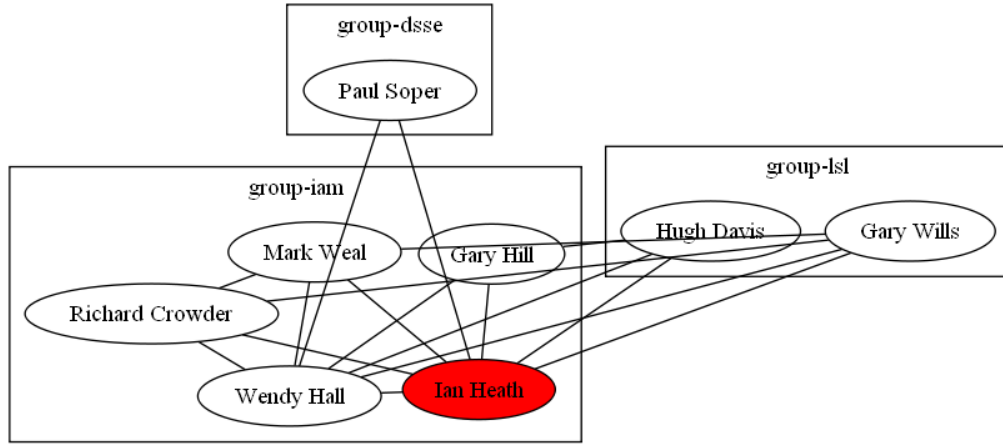 group-dsse
Paul Soper
group-iam
group-lsl
Mark Weal
Gary Hill
Hugh Davis
Gary Wills
Richard Crowder
Wendy Hall
Ian Heath